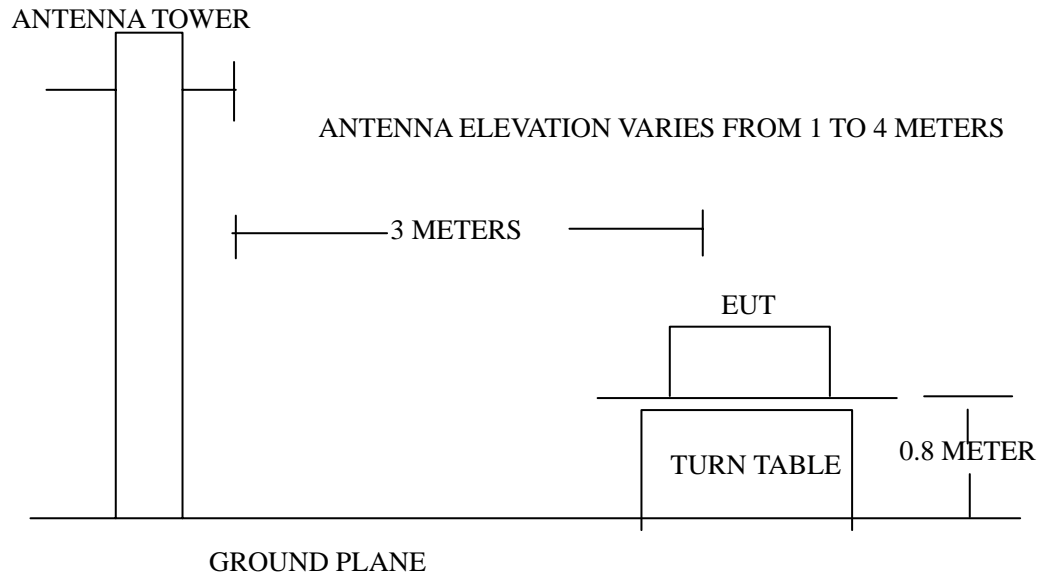 ANTENNA TOWER
ANTENNA ELEVATION VARIES FROM 1 TO 4 METERS
3 METERS
EUT
0.8 METER
TURN TABLE
GROUND PLANE